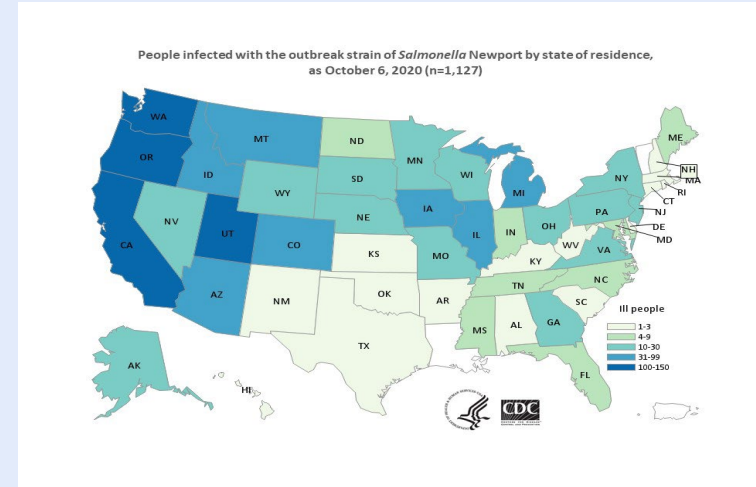 People infected with the outbreak strain of Salmonella Newport by state of residence,
as October 6, 2020 (n=1,127)
WA
MT
ND
ME
OR
ID
MN
NH
MA
SD
WI
NY
RI
WY
MI
CT
NJ
IA
PA
NE
NV
IL
IN
OH
DE
MD
UT
CO
CA
WV
VA
KS
MO
KY
NC
TN
AZ
OK
NM
AR
SC
Ill people
MS
AL
GA
1-3
TX
4-9
10-30
AK
31-99
FL
100-150
HI
CDC